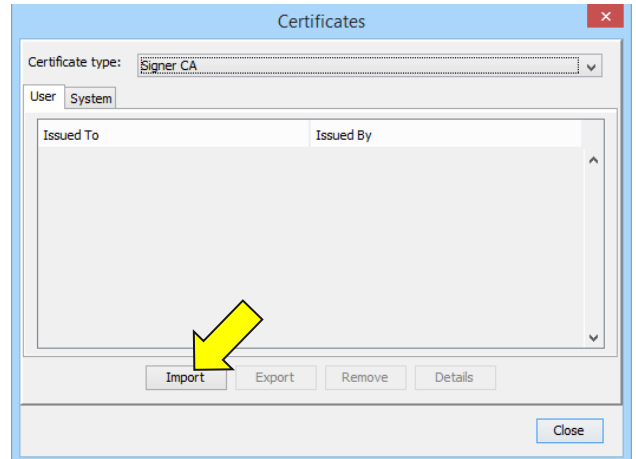 Certificates
Certificate type: Signer CA
User System
Issued To Issued By
Import Export Remove Details
Close